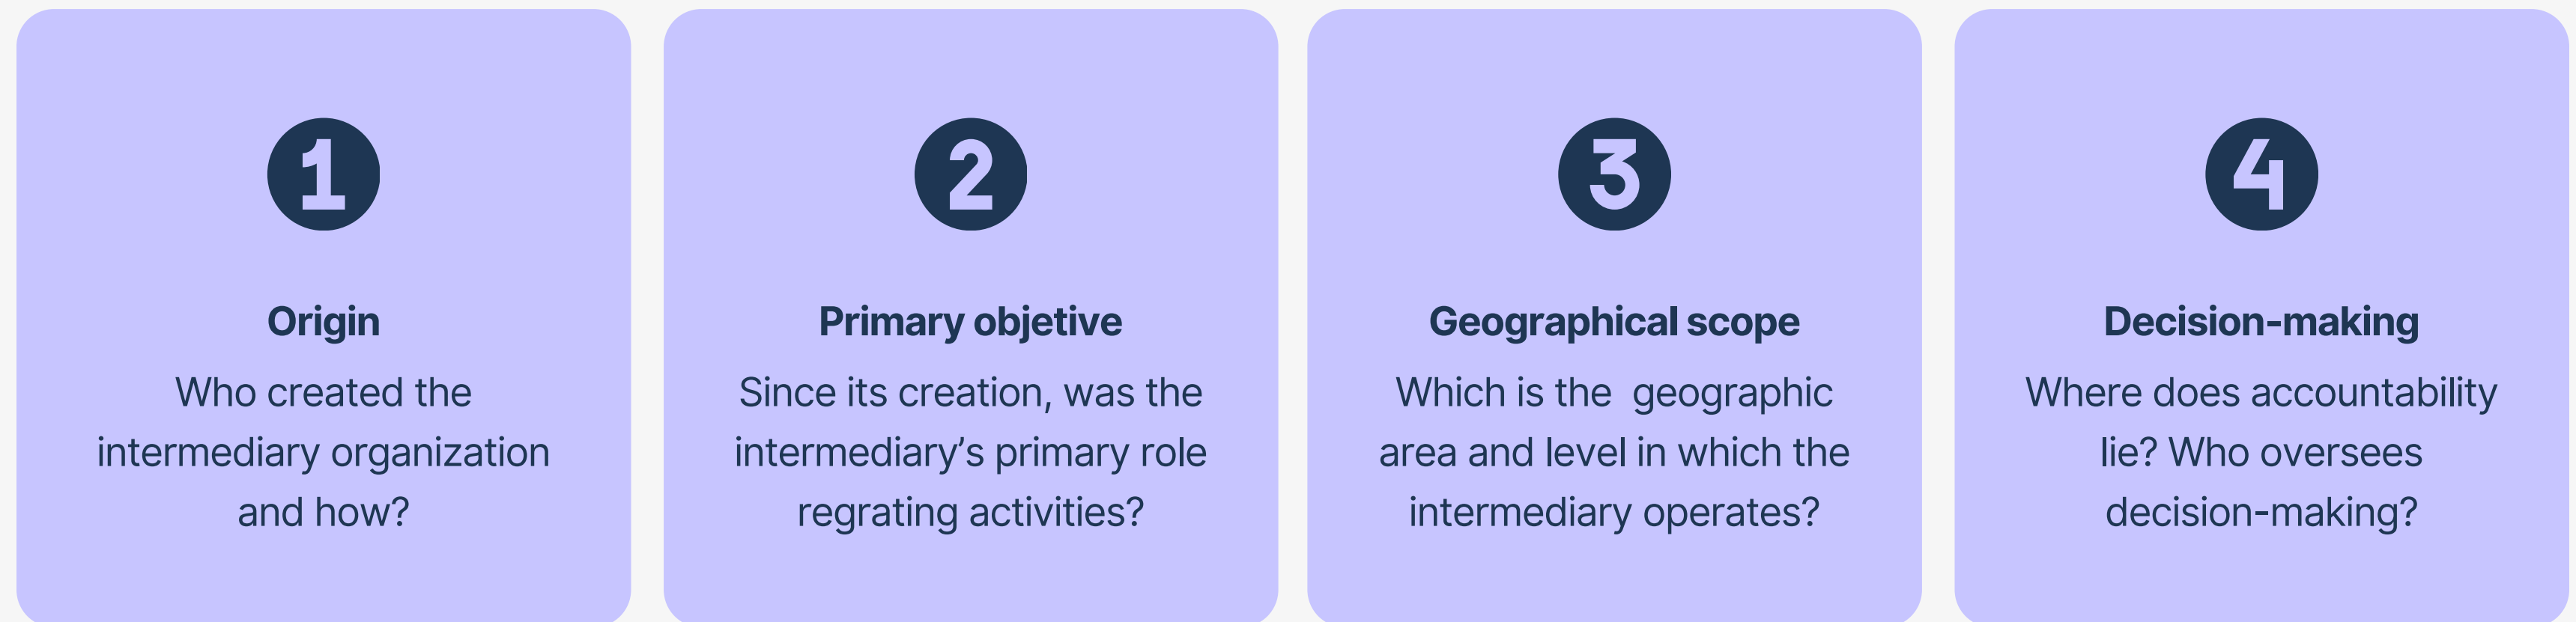 1
Origin
Who created the
intermediary organization
and how?
2
Primary objetive
Since its creation, was the
intermediary’s primary role
regrating activities?
3
Geographical scope
Which is the  geographic
area and level in which the
intermediary operates?
4
Decision-making
Where does accountability
lie? Who oversees
decision-making?